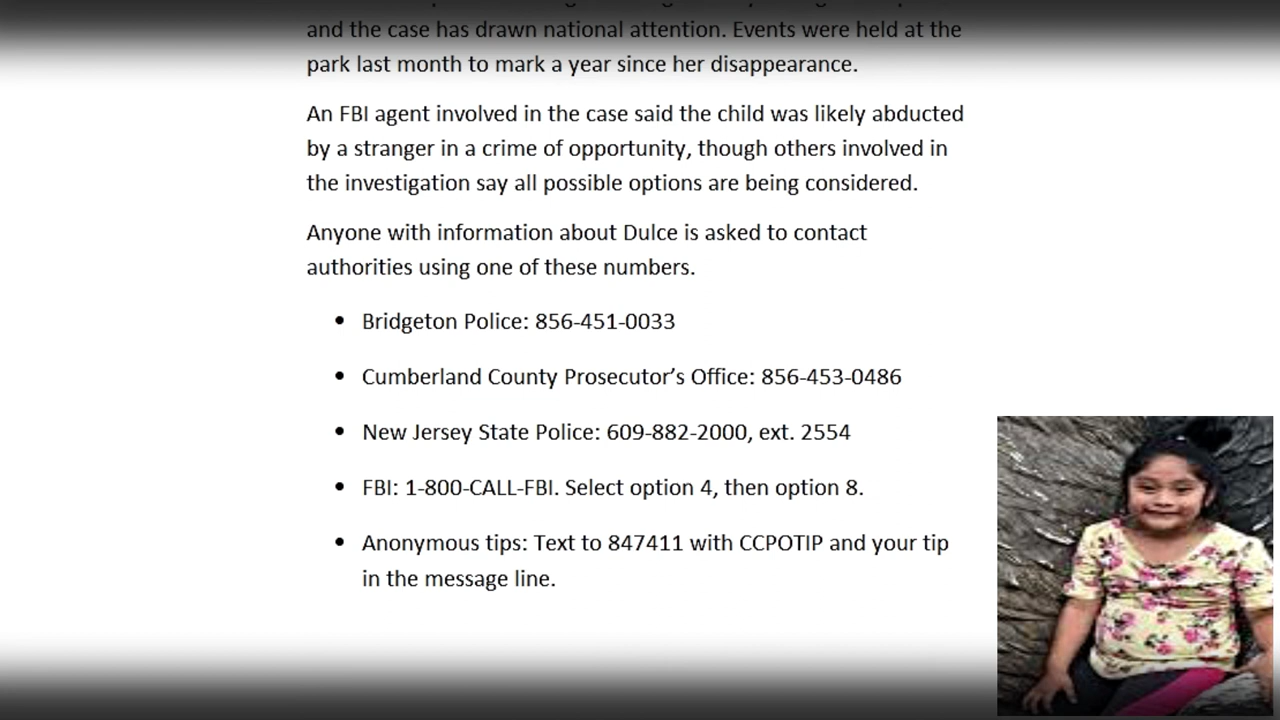 and the case has drawn national attention. Events were held at the
park last month to mark a year since her disappearance.
An FBI agent involved in the case said the child was likely abducted
by a stranger in a crime of opportunity, though others involved in
the investigation say all possible options are being considered.
Anyone with information about Dulce is asked to contact
authorities using one of these numbers.
• Bridgeton Police: 856-451-0033
• Cumberland County Prosecutor’s Office: 856-453-0486
• New Jersey State Police: 609-882-2000, ext. 2554
• FBI: 1-800-CALL-FBI. Select option 4, then option 8.
• Anonymous tips: Text to 847411 with CCPOTIP and your tip
in the message line.